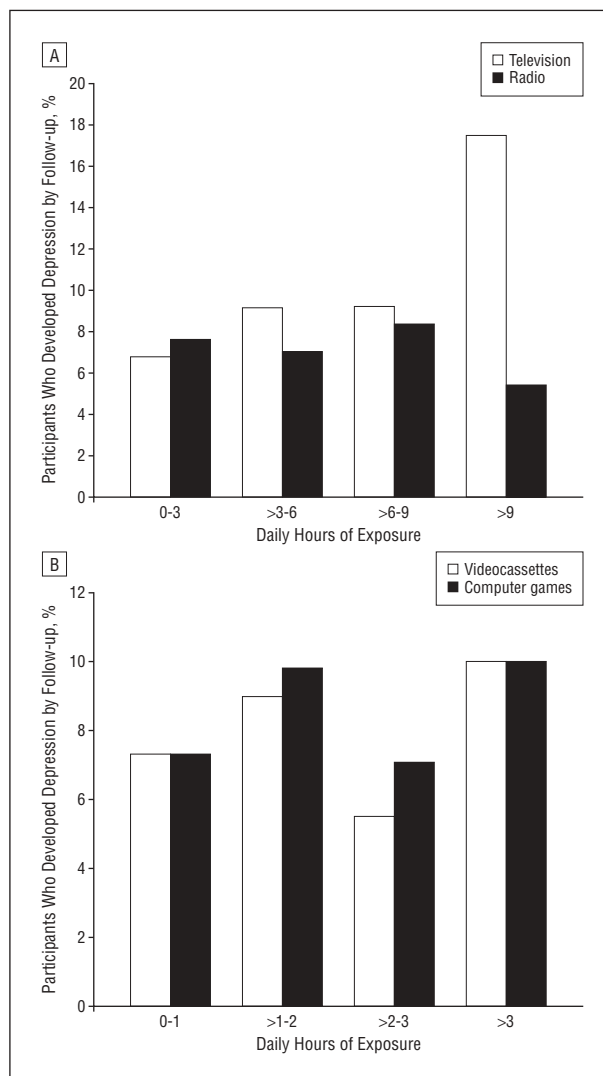 A
Television
Radio
Participants Who Developed Depression by Follow-up, %
20
18
16
14
12
10
8
6
4
2
0
0-3 >3-6 >6-9 >9
Daily Hours of Exposure
B
Videocassettes
Computer games
Participants Who Developed Depression by Follow-up, %
12
10
8
6
4
2
0
0-1 >1-2 >2-3 >3
Daily Hours of Exposure